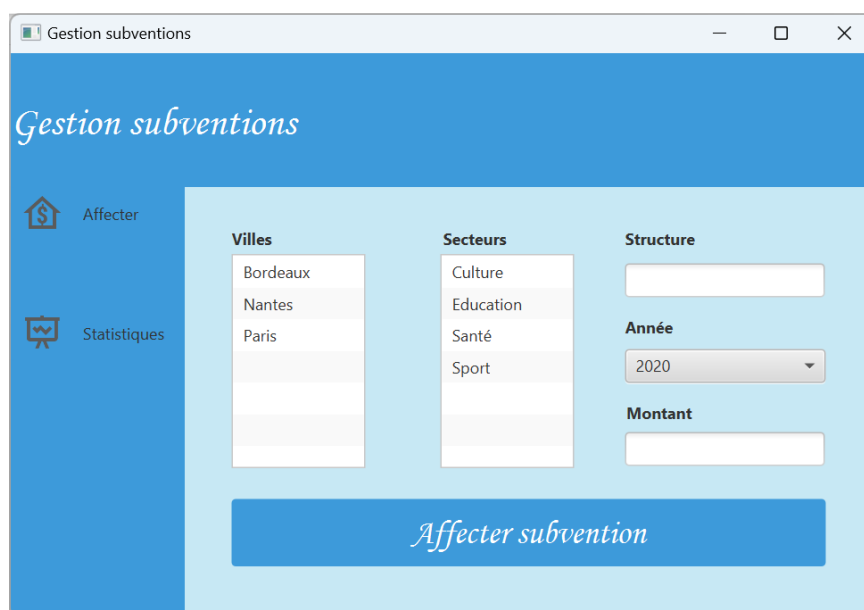 Gestion subventions
Gestion subventions
Affecter
Statistiques
Villes
Bordeaux
Nantes
Paris
Secteurs
Culture
Education
Santé
Sport
Structure
Année
2020
Montant
Affecter subvention